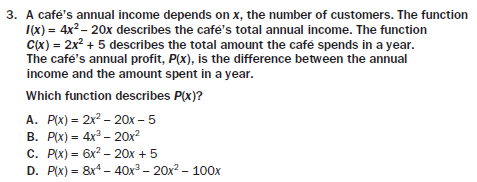 3. A café's annual income depends on x, the number of customers. The function
I(x) = 4x² – 20x describes the café's total annual income. The function
C(x) = 2x² + 5 describes the total amount the café spends in a year.
The café's annual profit, P(x), is the difference between the annual
income and the amount spent in a year.
Which function describes P(x)?
A. P(x) = 2x² – 20x – 5
B. P(x) = 4x³ – 20x²
C. P(x) = 6x² – 20x + 5
D. P(x) = 8x⁴ – 40x³ – 20x² – 100x